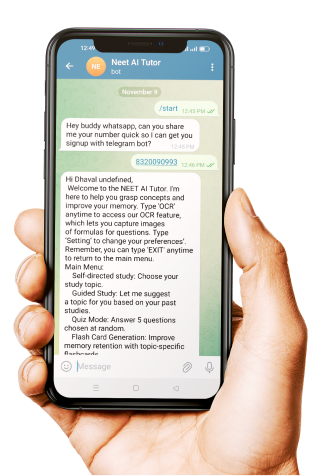 12:49
NE
Neet AI Tutor
bot
November 9
/start 12:45 PM
Hey buddy whatsapp, can you share
me your number quick so I can get you
signup with telegram bot?
12:45 PM
8320090993 12:46 PM
Hi Dhaval undefined,
Welcome to the NEET AI Tutor. I'm
here to help you grasp concepts and
improve your memory. Type 'OCR'
anytime to access our OCR feature,
which lets you capture images
of formulas for questions. Type
'Setting' to change your preferences'.
Remember, you can type 'EXIT' anytime
to return to the main menu.
Main Menu:
Self-directed study: Choose your
study topic.
Guided Study: Let me suggest
a topic for you based on your past
studies.
Quiz Mode: Answer 5 questions
chosen at random.
Flash Card Generation: Improve
memory retention with topic-specific
flashcards
Message